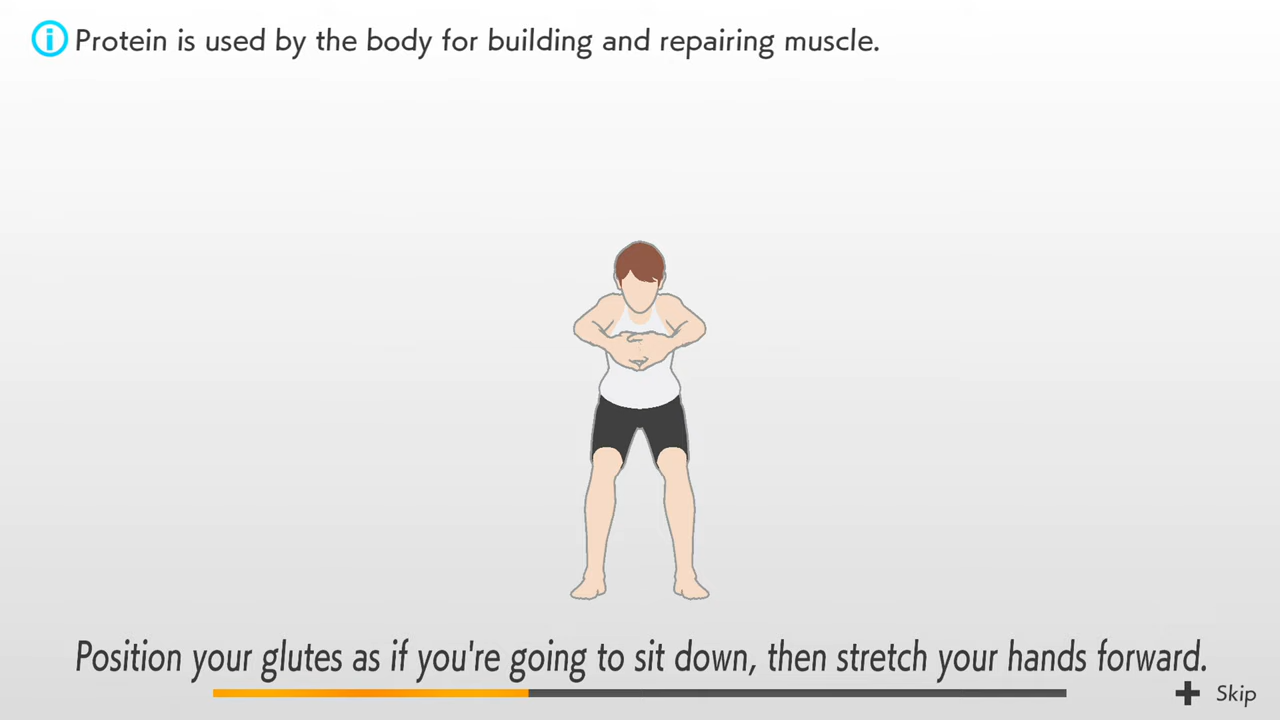 Protein is used by the body for building and repairing muscle.
Position your glutes as if you're going to sit down, then stretch your hands forward.
Skip